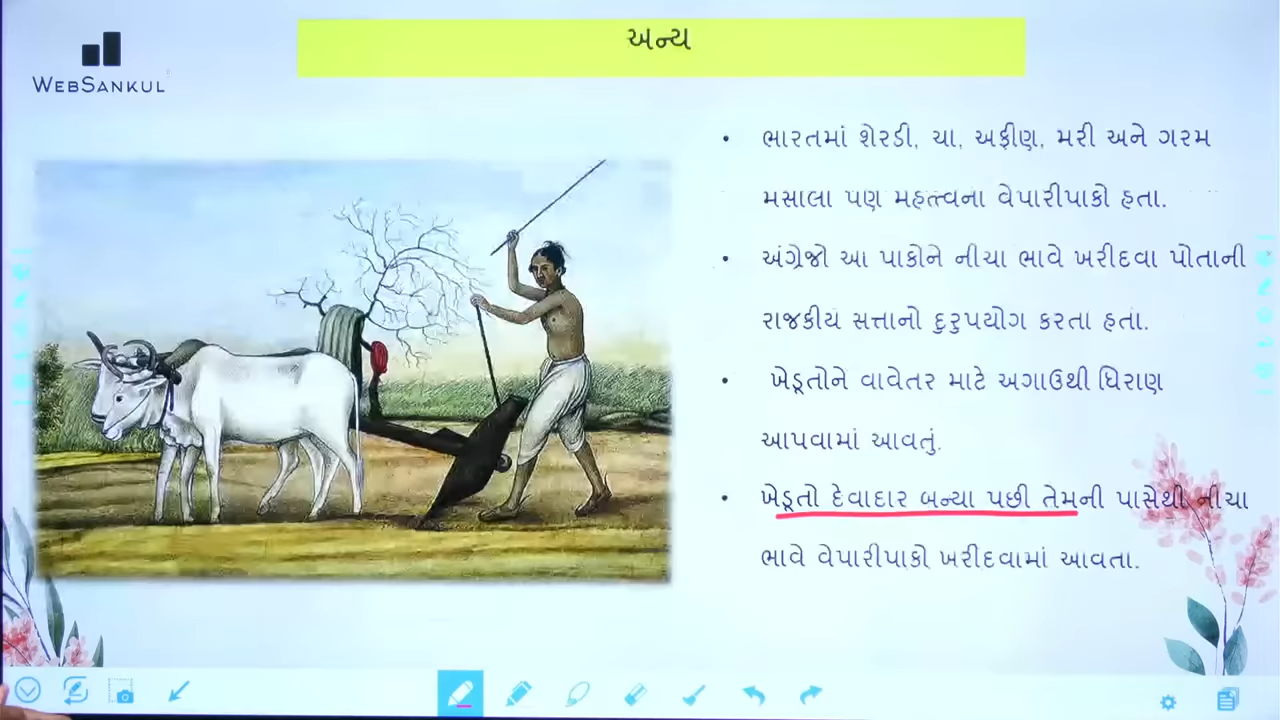 અન્ય
WEBSANKUL
ભારતમાં શેરડી, ચા, અફીણ, મરી અને ગરમ
મસાલા પણ મહત્ત્વના વેપારીપાકો હતા.
અંગ્રેજો આ પાકોને નીચા ભાવે ખરીદવા પોતાની
રાજકીય સત્તાનો દુરુપયોગ કરતા હતા.
ખેડૂતોને વાવેતર માટે અગાઉથી ધિરાણ
આપવામાં આવતું.
ખેડૂતો દેવાદાર બન્યા પછી તેમની પાસેથી નીચા
ભાવે વેપારીપાકો ખરીદવામાં આવતા.